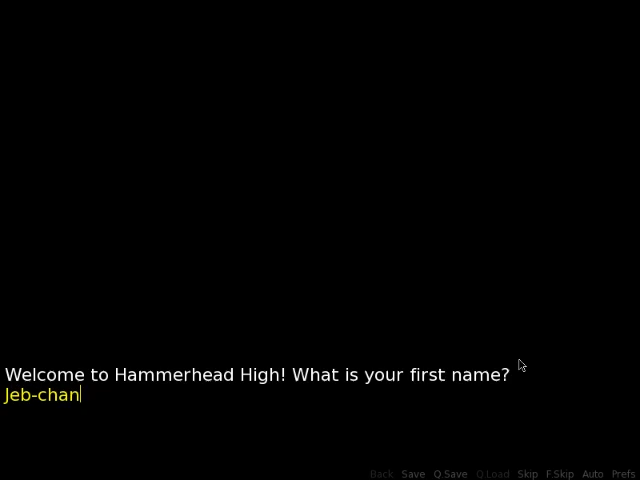 Welcome to Hammerhead High! What is your first name?
Jeb-chan
Back Save Q.Save Q.Load Skip F.Skip Auto Prefs